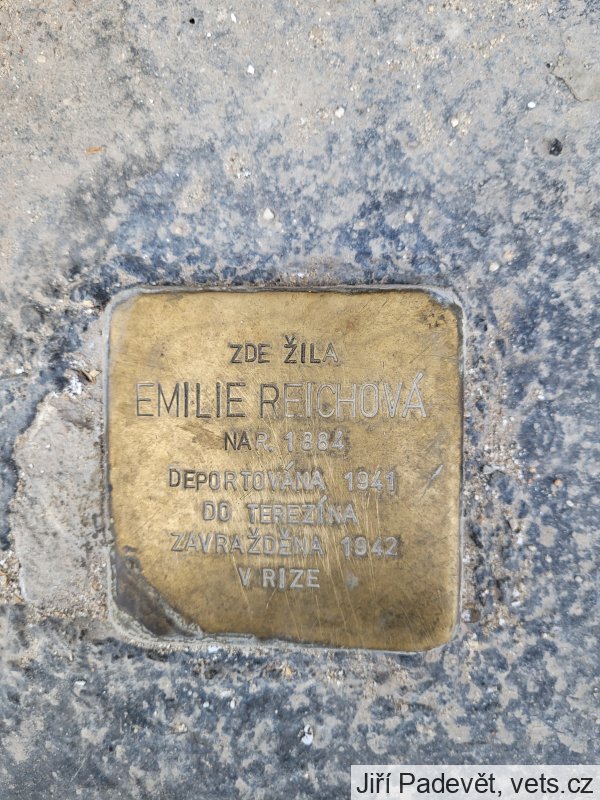 ZDE ŽILA
EMILIE REICHOVÁ
NAR. 1884
DEPORTOVÁNA 1941
DO TEREZÍNA
ZAVRAŽDĚNA 1942
V RIZE
Jiří Padevět, vets.cz